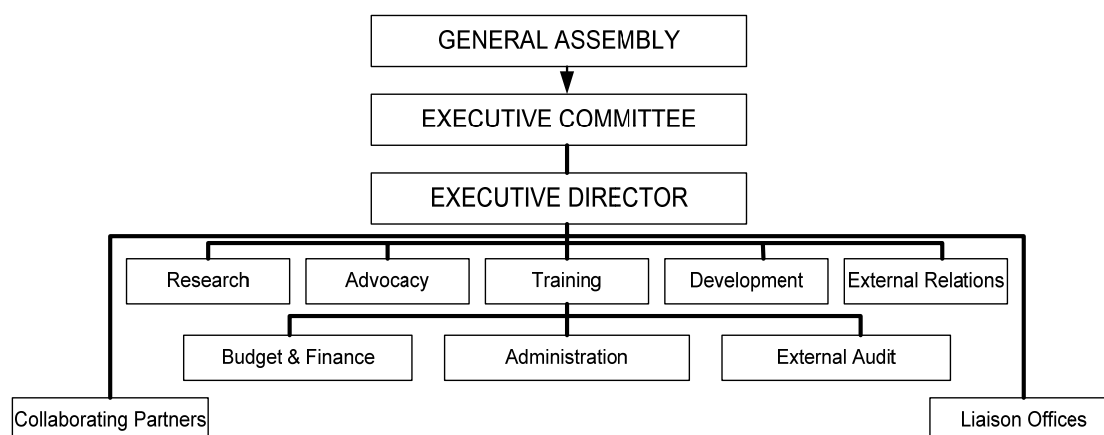 GENERAL ASSEMBLY
EXECUTIVE COMMITTEE
EXECUTIVE DIRECTOR
Research
Advocacy
Training
Development
External Relations
Budget & Finance
Administration
External Audit
Collaborating Partners
Liaison Offices